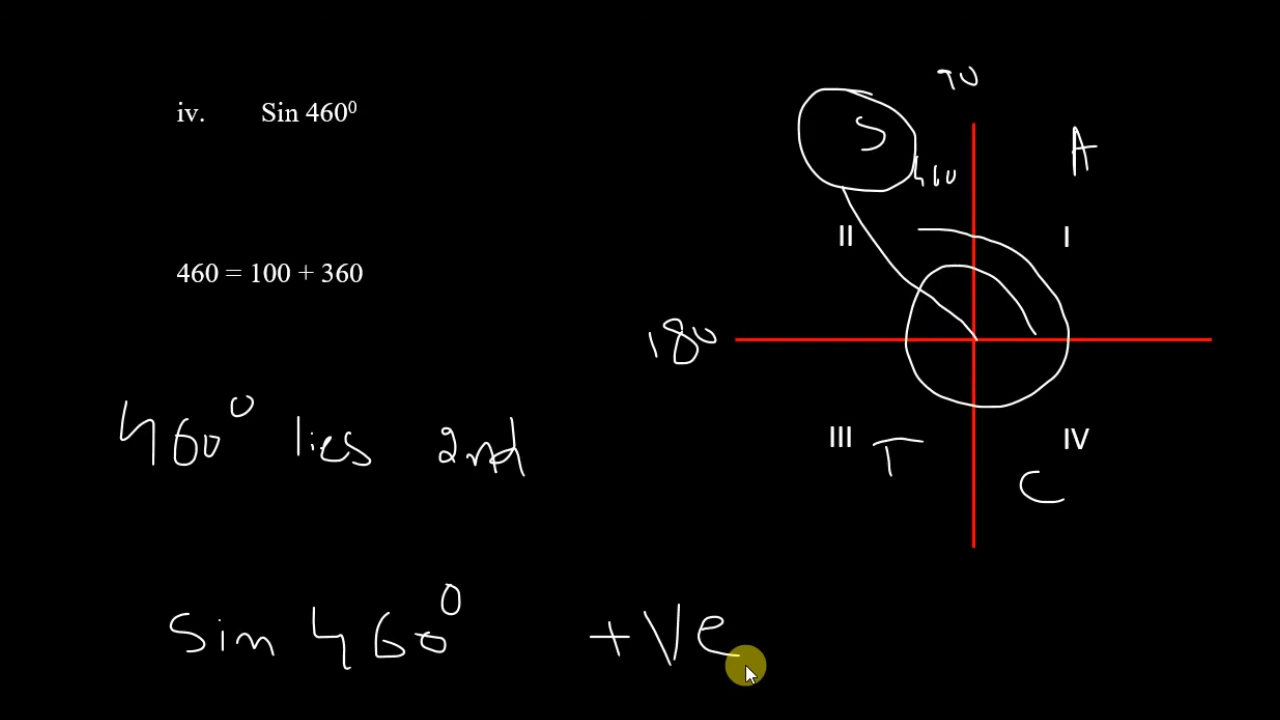 iv. Sin 460⁰
460 = 100 + 360
460⁰ lies 2nd
Sin 460⁰ +ve
90
S
A
460
II
I
180
III
T
IV
C